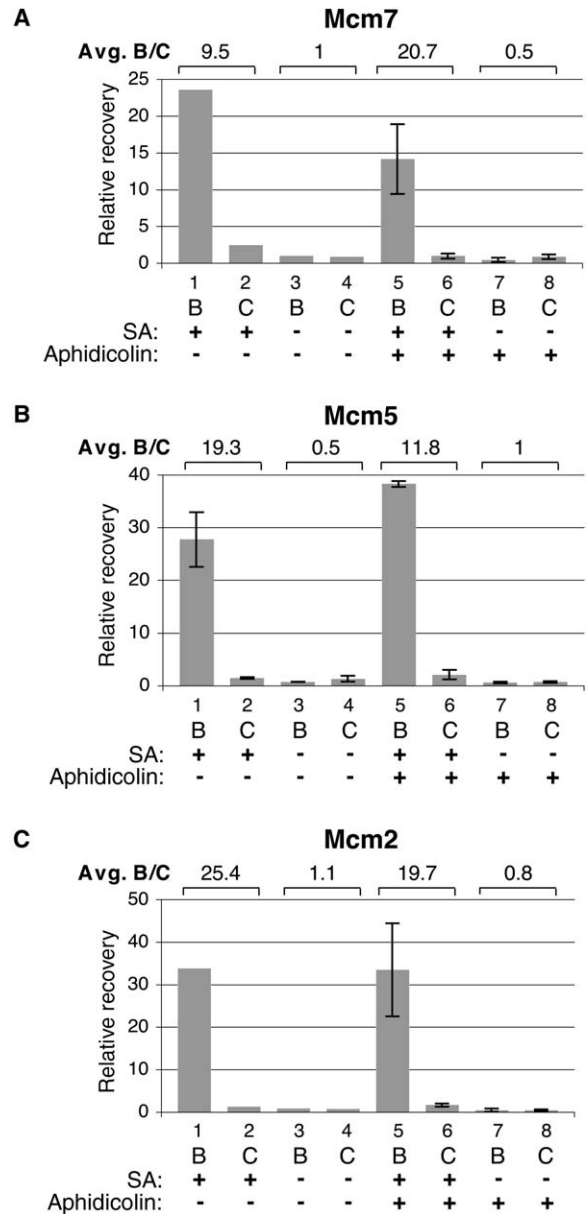 A
Mcm7
Avg. B/C 9.5 1 20.7 0.5
25
20
15
10
5
0
Relative recovery
1 2 3 4 5 6 7 8
B C B C B C B C
SA: + + - - + + - -
Aphidicolin: - - - - + + + +
B
Mcm5
Avg. B/C 19.3 0.5 11.8 1
40
30
20
10
0
Relative recovery
1 2 3 4 5 6 7 8
B C B C B C B C
SA: + + - - + + - -
Aphidicolin: - - - - + + + +
C
Mcm2
Avg. B/C 25.4 1.1 19.7 0.8
50
40
30
20
10
0
Relative recovery
1 2 3 4 5 6 7 8
B C B C B C B C
SA: + + - - + + - -
Aphidicolin: - - - - + + + +